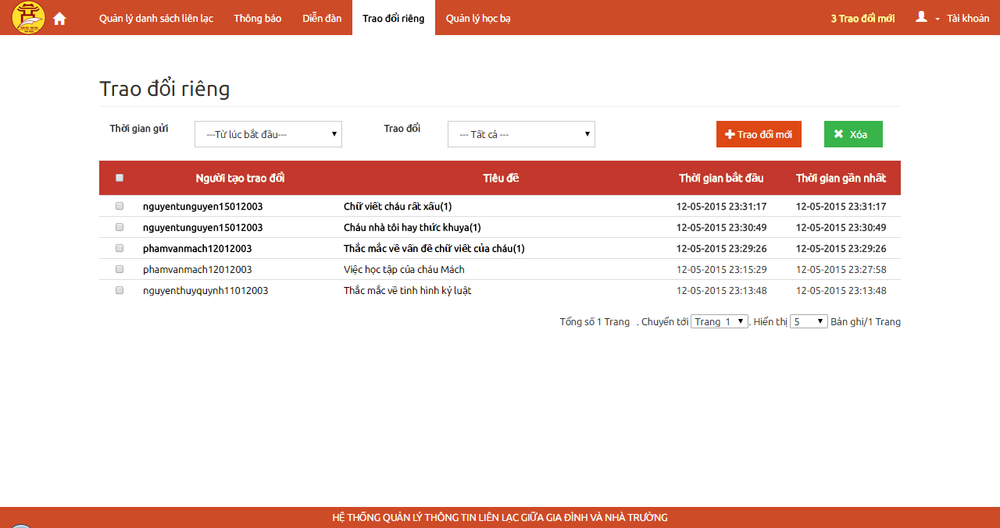 Quản lý danh sách liên lạc Thông báo Diễn đàn Trao đổi riêng Quản lý học bạ 3 Trao đổi mới Tài khoản
Trao đổi riêng
Thời gian gửi ---Từ lúc bắt đầu--- Trao đổi --- Tất cả --- Trao đổi mới Xóa
Người tạo trao đổi Tiêu đề Thời gian bắt đầu Thời gian gần nhất
nguyentunguyen15012003 Chữ viết cháu rất xấu(1) 12-05-2015 23:31:17 12-05-2015 23:31:17
nguyentunguyen15012003 Cháu nhà tôi hay thức khuya(1) 12-05-2015 23:30:49 12-05-2015 23:30:49
phamvanmach12012003 Thắc mắc về vấn đề chữ viết của cháu(1) 12-05-2015 23:29:26 12-05-2015 23:29:26
phamvanmach12012003 Việc học tập của cháu Mách 12-05-2015 23:15:29 12-05-2015 23:27:58
nguyenthuyquynh11012003 Thắc mắc về tình hình kỷ luật 12-05-2015 23:13:48 12-05-2015 23:13:48
Tổng số 1 Trang . Chuyển tới Trang 1 . Hiển thị 5 Bản ghi/1 Trang
HỆ THỐNG QUẢN LÝ THÔNG TIN LIÊN LẠC GIỮA GIA ĐÌNH VÀ NHÀ TRƯỜNG